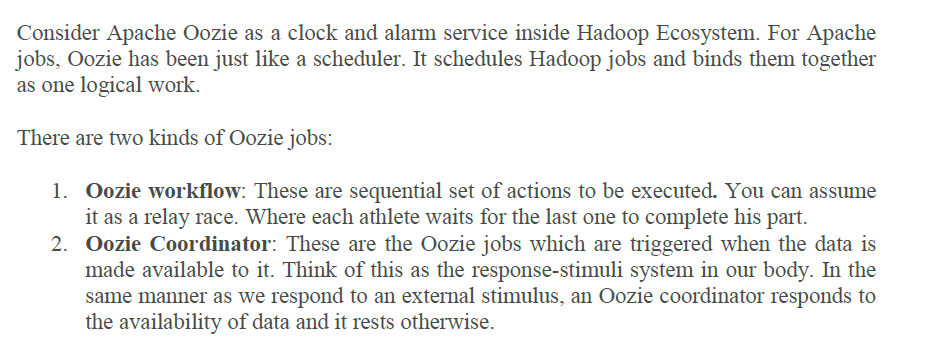 Consider Apache Oozie as a clock and alarm service inside Hadoop Ecosystem. For Apache
jobs, Oozie has been just like a scheduler. It schedules Hadoop jobs and binds them together
as one logical work.
There are two kinds of Oozie jobs:
1. Oozie workflow: These are sequential set of actions to be executed. You can assume
it as a relay race. Where each athlete waits for the last one to complete his part.
2. Oozie Coordinator: These are the Oozie jobs which are triggered when the data is
made available to it. Think of this as the response-stimuli system in our body. In the
same manner as we respond to an external stimulus, an Oozie coordinator responds to
the availability of data and it rests otherwise.